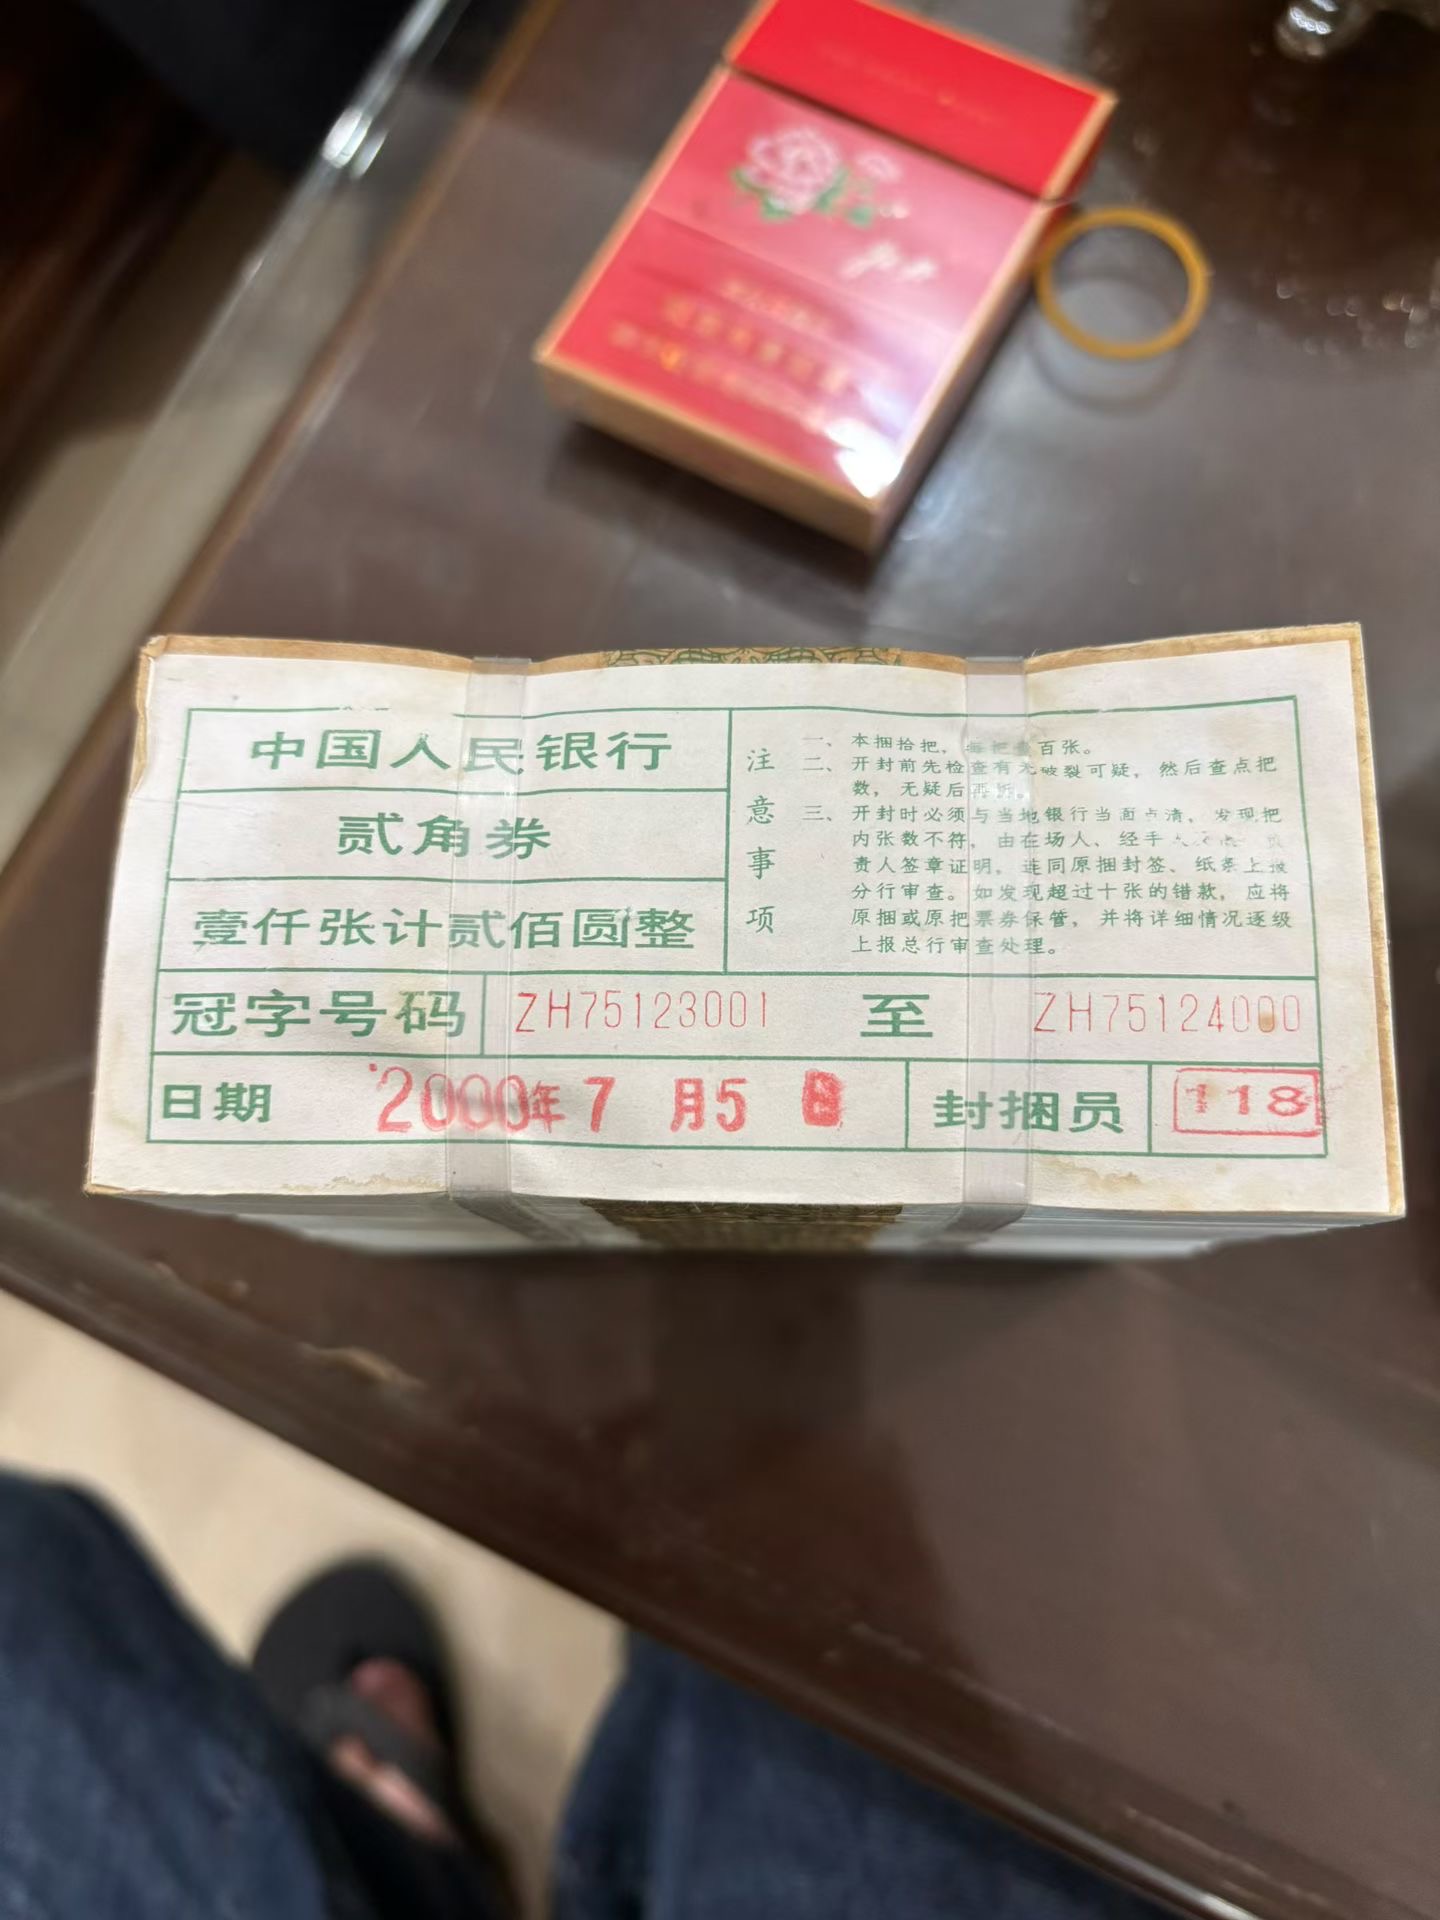 中国人民银行
贰角券
壹仟张计贰佰圆整
注意事项
一、本捆拾把，每把壹百张。
二、开封前先检查有无破裂可疑，然后查点把
数，无疑后再拆。
三、开封时必须与当地银行当面点清，发现把
内张数不符，由在场人、经手人
责人签章证明，连同原捆封签、纸条上报
分行审查。如发现超过十张的错款，应将
原捆或原把票券保管，并将详细情况逐级
上报总行审查处理。
冠字号码 ZH75123001 至 ZH75124000
日期 2000年7月5日 封捆员 118